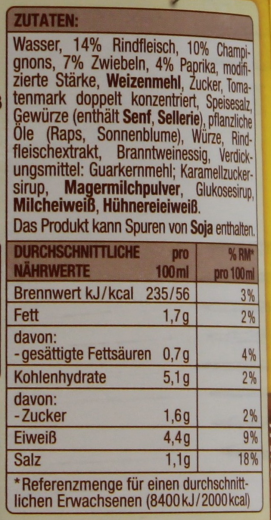 ZUTATEN:
Wasser, 14% Rindfleisch, 10% Champi-
gnons, 7% Zwiebeln, 4% Paprika, modifi-
zierte Stärke, Weizenmehl, Zucker, Toma-
tenmark doppelt konzentriert, Speisesalz,
Gewürze (enthält Senf, Sellerie), pflanzliche
Öle (Raps, Sonnenblume), Würze, Rind-
fleischextrakt, Branntweinessig, Verdick-
ungsmittel: Guarkernmehl; Karamellzucker-
sirup, Magermilchpulver, Glukosesirup,
Milcheiweiß, Hühnereieiweiß.
Das Produkt kann Spuren von Soja enthalten.
DURCHSCHNITTLICHE pro % RM*
NÄHRWERTE 100 ml pro 100 ml
Brennwert kJ/kcal 235/56 3%
Fett 1,7g 2%
davon:
- gesättigte Fettsäuren 0,7g 4%
Kohlenhydrate 5,1g 2%
davon:
- Zucker 1,6g 2%
Eiweiß 4,4g 9%
Salz 1,1g 18%
*Referenzmenge für einen durchschnitt-
lichen Erwachsenen (8400 kJ/2000 kcal)